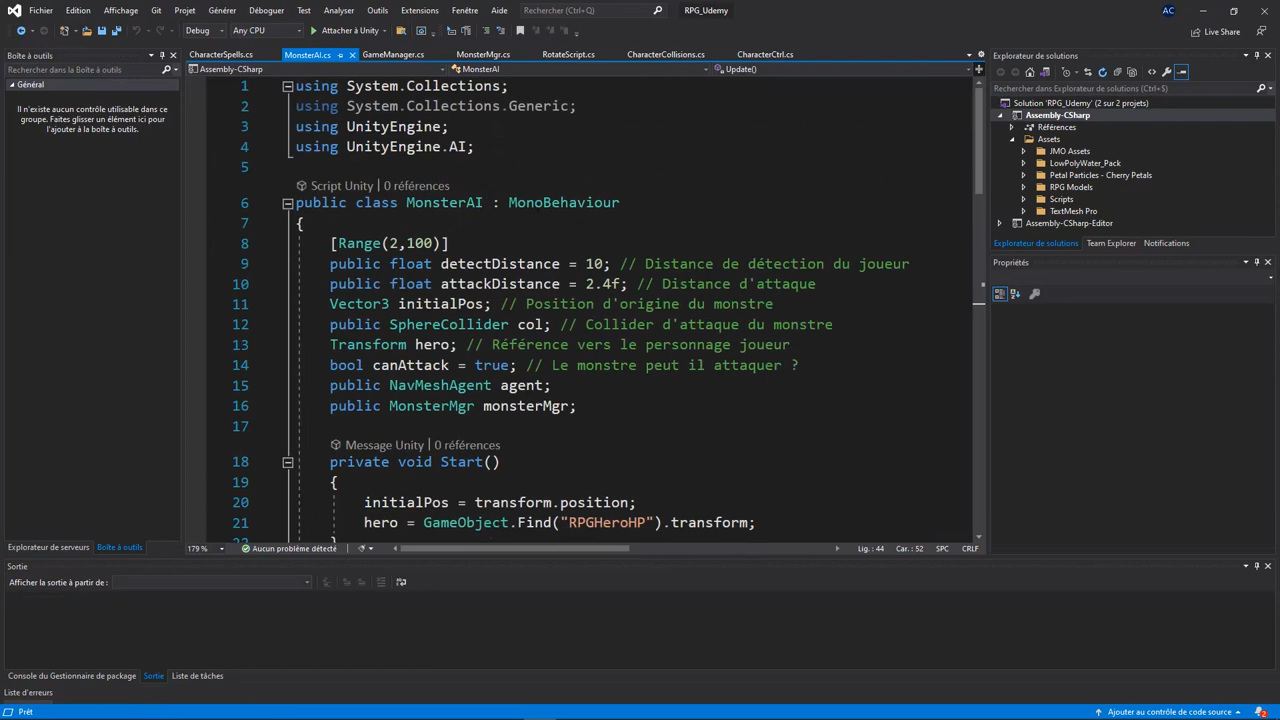 Fichier Edition Affichage Git Projet Générer Déboguer Test Analyser Outils Extensions Fenêtre Aide Rechercher (Ctrl+Q) RPG_Udemy AC
Debug Any CPU Attacher à Unity Live Share
Boîte à outils
Rechercher dans Boîte à outils
Général
Il n'existe aucun contrôle utilisable dans ce
groupe. Faites glisser un élément ici pour
l'ajouter à la boîte d'outils.
Explorateur de serveurs Boîte à outils
CharacterSpells.cs MonsterAI.cs GameManager.cs MonsterMgr.cs RotateScript.cs CharacterCollisions.cs CharacterCtrl.cs
Assembly-CSharp MonsterAI Update()
1 using System.Collections;
2 using System.Collections.Generic;
3 using UnityEngine;
4 using UnityEngine.AI;
5
Script Unity | 0 références
6 public class MonsterAI : MonoBehaviour
7 {
8 [Range(2,100)]
9 public float detectDistance = 10; // Distance de détection du joueur
10 public float attackDistance = 2.4f; // Distance d'attaque
11 Vector3 initialPos; // Position d'origine du monstre
12 public SphereCollider col; // Collider d'attaque du monstre
13 Transform hero; // Référence vers le personnage joueur
14 bool canAttack = true; // Le monstre peut il attaquer ?
15 public NavMeshAgent agent;
16 public MonsterMgr monsterMgr;
17
Message Unity | 0 références
18 private void Start()
19 {
20 initialPos = transform.position;
21 hero = GameObject.Find("RPGHeroHP").transform;
22 }
179 % Aucun problème détecté Lig. : 44 Car. : 52 SPC CRLF
Explorateur de solutions
Rechercher dans Explorateur de solutions (Ctrl+$)
Solution 'RPG_Udemy' (2 sur 2 projets)
Assembly-CSharp
Références
Assets
JMO Assets
LowPolyWater_Pack
Petal Particles - Cherry Petals
RPG Models
Scripts
TextMesh Pro
Assembly-CSharp-Editor
Explorateur de solutions Team Explorer Notifications
Propriétés
Sortie
Afficher la sortie à partir de :
Console du Gestionnaire de package Sortie Liste de tâches
Liste d'erreurs
Prêt Ajouter au contrôle de code source 2